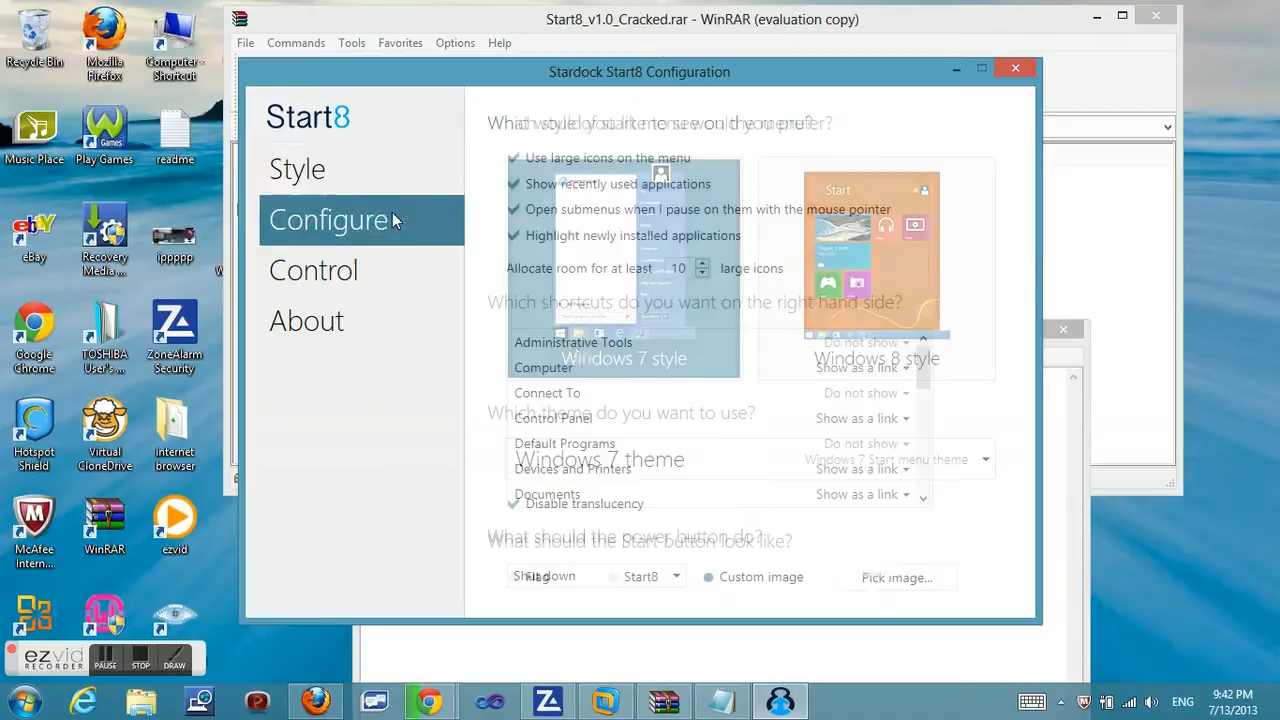 Start8_v1.0_Cracked.rar - WinRAR (evaluation copy)
File Commands Tools Favorites Options Help
Stardock Start8 Configuration
Start8
Style
Configure
Control
About
Use large icons on the menu
Show recently used applications
Open submenus when I pause on them with the mouse pointer
Highlight newly installed applications
Allocate room for at least... 10 large icons
Which shortcuts do you want on the right hand side?
Start
Windows 7 style
Windows 8 style
Administrative Tools Do not show
Computer Show as a link
Connect To Do not show
Control Panel Show as a link
Default Programs Do not show
Devices and Printers Show as a link
Documents Show as a link
Which theme do you want to use?
Windows 7 theme
Windows 7 Start menu theme
Disable translucency
What should the power button do?
What should the Start button look like?
Shut down
Flag
Start8
Custom image
Pick image...
Recycle Bin
Mozilla Firefox
Computer - Shortcut
Music Place
Play Games
readme
eBay
Recovery Media ...
ippppp
Google Chrome
TOSHIBA User's...
ZoneAlarm Security
Hotspot Shield
Virtual CloneDrive
internet browser
McAfee Intern...
WinRAR
ezvid
ezvid
RECORDER
PAUSE
STOP
DRAW
ENG
9:42 PM
7/13/2013